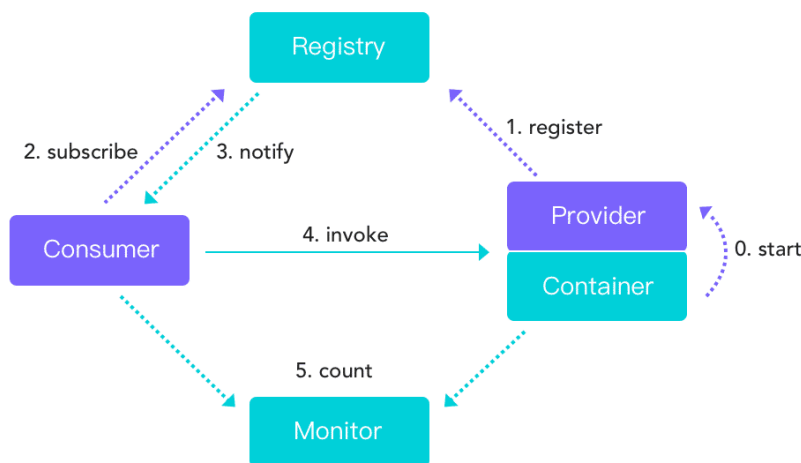 Registry
1. register
2. subscribe
3. notify
Provider
Consumer
4. invoke
0. start
Container
5. count
Monitor